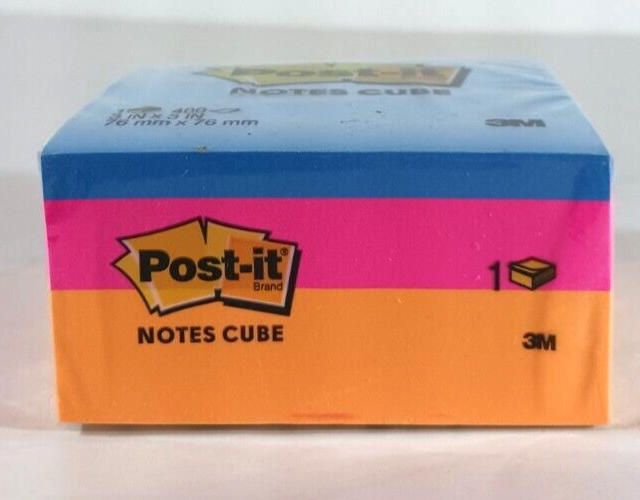 Post-it
NOTES CUBE
1 400
3 IN x 3 IN
76 mm x 76 mm
3M
Post-it®
Brand
NOTES CUBE
1
3M